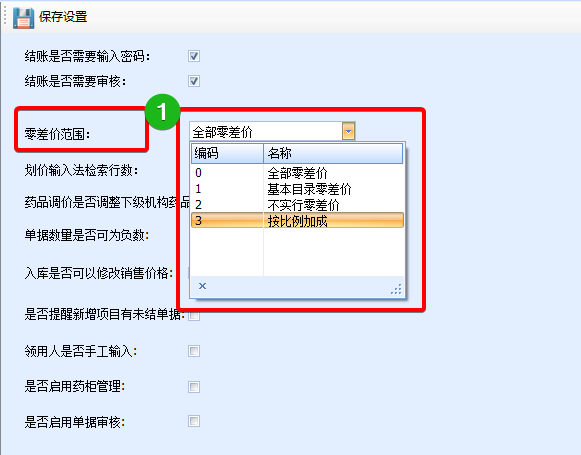 保存设置
结账是否需要输入密码:
结账是否需要审核:
1
零差价范围:
全部零差价
划价输入法检索行数:
编码 名称
0 全部零差价
1 基本目录零差价
2 不实行零差价
3 按比例加成
药品调价是否调整下级机构药品
单据数量是否可为负数:
入库是否可以修改销售价格:
是否提醒新增项目有未结单据:
领用人是否手工输入:
是否启用药柜管理:
是否启用单据审核: